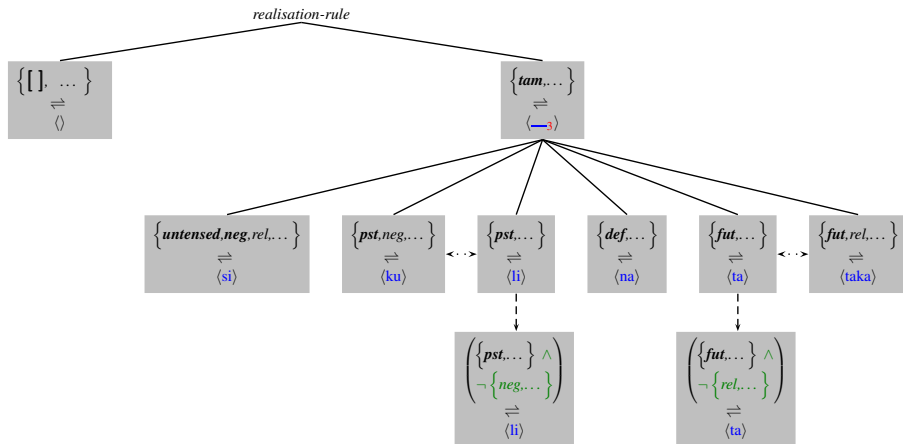 realisation-rule
{[ ], … }
⇌
⟨⟩
{tam,…}
⇌
⟨—3⟩
{untensed,neg,rel,…}
⇌
⟨si⟩
{pst,neg,…}
⇌
⟨ku⟩
{pst,…}
⇌
⟨li⟩
{def,…}
⇌
⟨na⟩
{fut,…}
⇌
⟨ta⟩
{fut,rel,…}
⇌
⟨taka⟩
({pst,…} ∧
¬ {neg,…})
⇌
⟨li⟩
({fut,…} ∧
¬ {rel,…})
⇌
⟨ta⟩